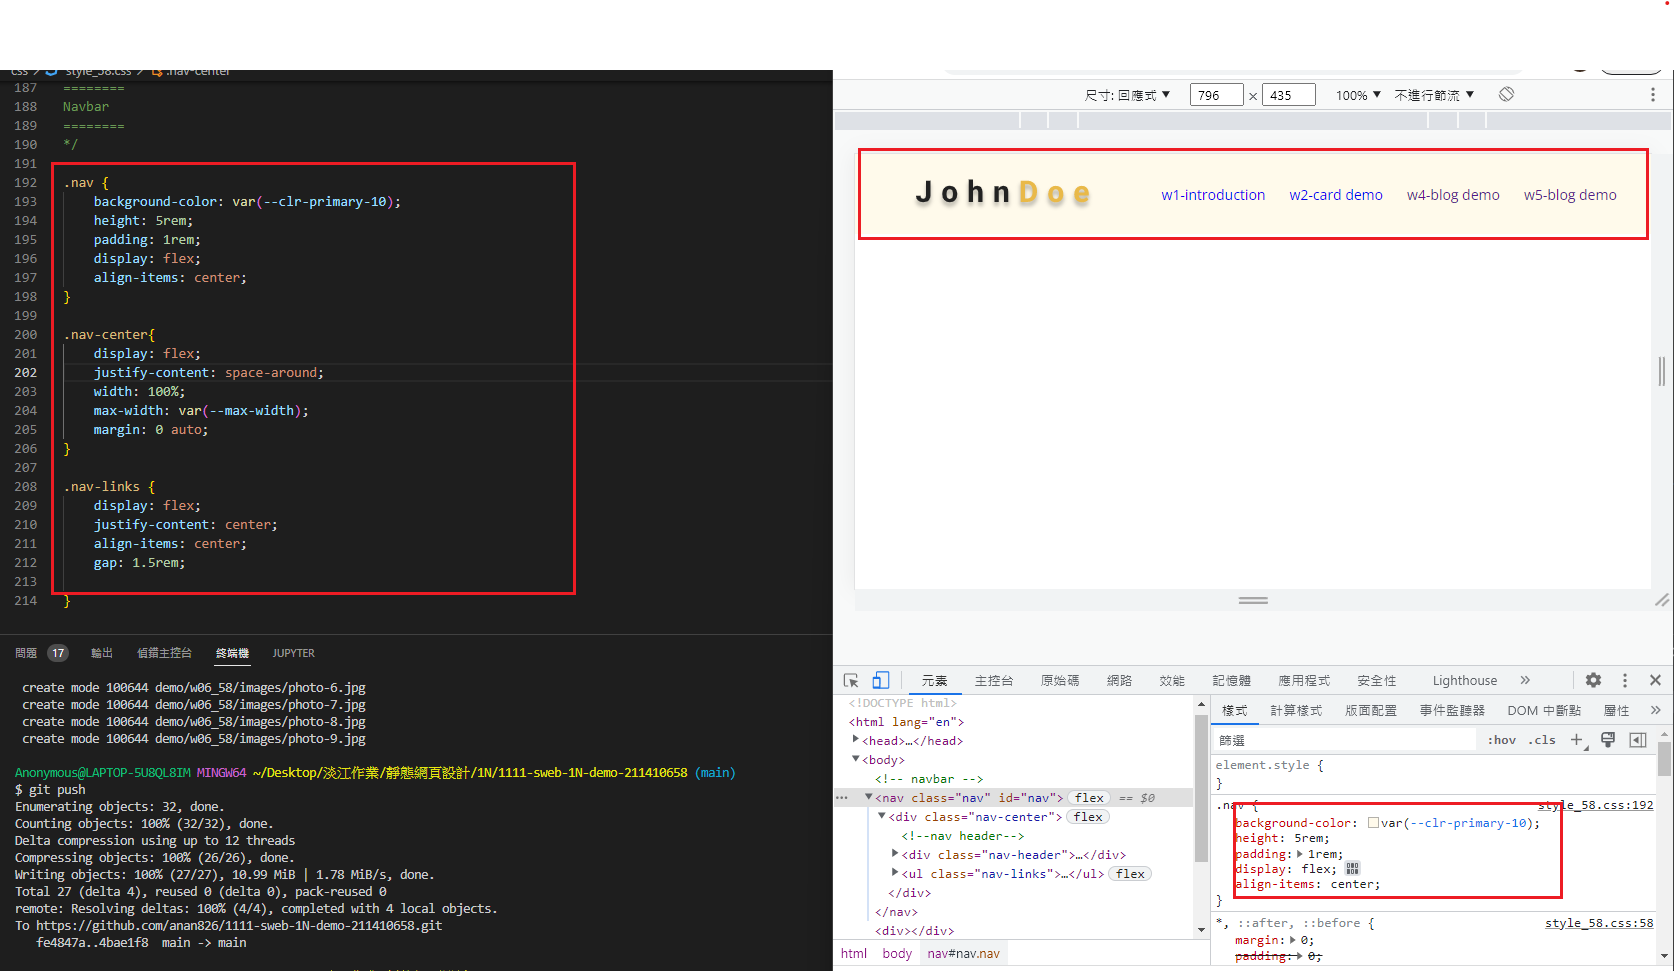 css > style_58.css > .nav-center
187 ========
188 Navbar
189 ========
190 */
191
192 .nav {
193 background-color: var(--clr-primary-10);
194 height: 5rem;
195 padding: 1rem;
196 display: flex;
197 align-items: center;
198 }
199
200 .nav-center{
201 display: flex;
202 justify-content: space-around;
203 width: 100%;
204 max-width: var(--max-width);
205 margin: 0 auto;
206 }
207
208 .nav-links {
209 display: flex;
210 justify-content: center;
211 align-items: center;
212 gap: 1.5rem;
213
214 }
問題 17 輸出 偵錯主控台 終端機 JUPYTER
create mode 100644 demo/w06_58/images/photo-6.jpg
create mode 100644 demo/w06_58/images/photo-7.jpg
create mode 100644 demo/w06_58/images/photo-8.jpg
create mode 100644 demo/w06_58/images/photo-9.jpg
Anonymous@LAPTOP-5U8QL8IM MINGW64 ~/Desktop/淡江作業/靜態網頁設計/1N/1111-sweb-1N-demo-211410658 (main)
$ git push
Enumerating objects: 32, done.
Counting objects: 100% (32/32), done.
Delta compression using up to 12 threads
Compressing objects: 100% (26/26), done.
Writing objects: 100% (27/27), 10.99 MiB | 1.78 MiB/s, done.
Total 27 (delta 4), reused 0 (delta 0), pack-reused 0
remote: Resolving deltas: 100% (4/4), completed with 4 local objects.
To https://github.com/anan826/1111-sweb-1N-demo-211410658.git
fe4847a..4bae1f8 main -> main
尺寸: 回應式 ▼ 796 × 435 100% ▼ 不進行節流 ▼
JohnDoe w1-introduction w2-card demo w4-blog demo w5-blog demo
元素 主控台 原始碼 網路 效能 記憶體 應用程式 安全性 Lighthouse »
<!DOCTYPE html>
<html lang="en">
<head>…</head>
<body>
<!-- navbar -->
<nav class="nav" id="nav"> flex == $0
<div class="nav-center"> flex
<!--nav header-->
<div class="nav-header">…</div>
<ul class="nav-links">…</ul> flex
</div>
</nav>
<div></div>
html body nav#nav.nav
樣式 計算樣式 版面配置 事件監聽器 DOM 中斷點 屬性 »
篩選 :hov .cls +
element.style {
}
.nav { style_58.css:192
background-color: var(--clr-primary-10);
height: 5rem;
padding: 1rem;
display: flex;
align-items: center;
}
*, ::after, ::before { style_58.css:58
margin: 0;
padding: 0;